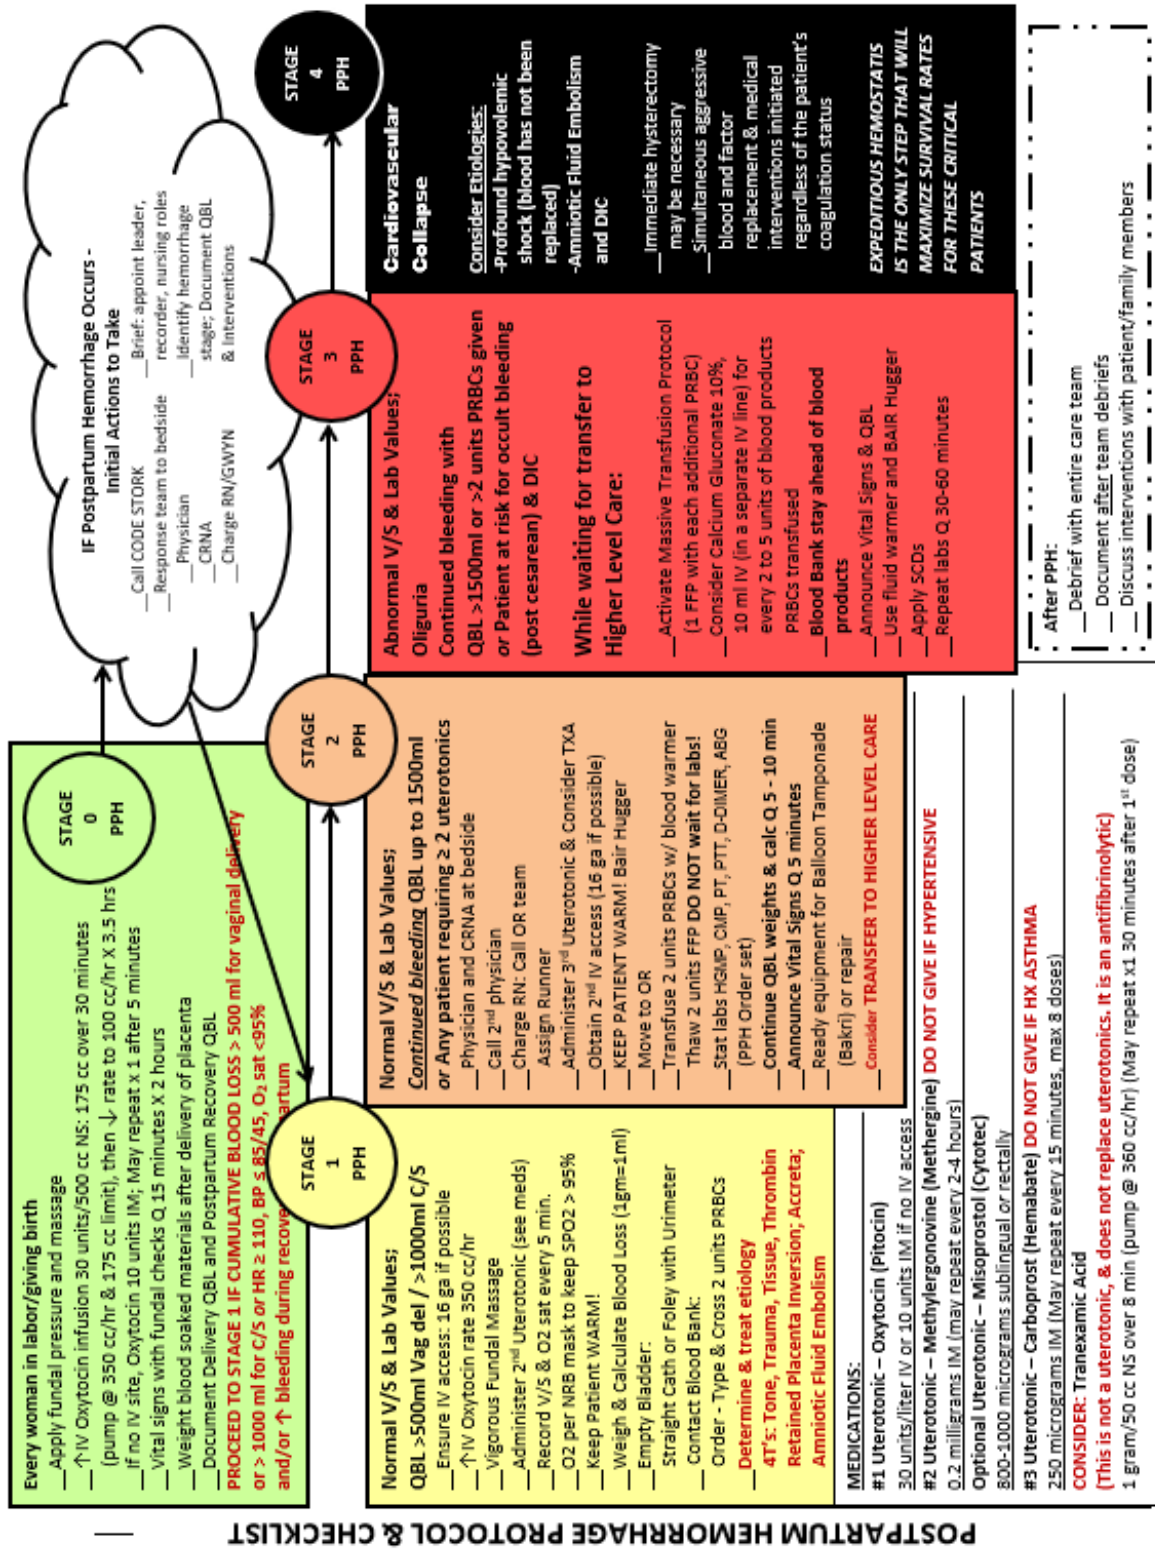 POSTPARTUM HEMORRHAGE PROTOCOL & CHECKLIST
Every woman in labor/giving birth
__Apply fundal pressure and massage
__↑IV Oxytocin infusion 30 units/500 cc NS: 175 cc over 30 minutes
(pump @ 350 cc/hr & 175 cc limit), then ↓ rate to 100 cc/hr X 3.5 hrs
__If no IV site, Oxytocin 10 units IM; May repeat x 1 after 5 minutes
__Vital signs with fundal checks Q 15 minutes X 2 hours
__Weight blood soaked materials after delivery of placenta
__Document Delivery QBL and Postpartum Recovery QBL
PROCEED TO STAGE 1 IF CUMULATIVE BLOOD LOSS > 500 ml for vaginal delivery
or > 1000 ml for C/S or HR ≥ 110, BP ≤ 85/45, O₂ sat <95%
and/or ↑ bleeding during recove artum
STAGE
0
PPH
IF Postpartum Hemorrhage Occurs -
Initial Actions to Take
__Call CODE STORK
__Response team to bedside
__Physician
__CRNA
__Charge RN/GWYN
__Brief: appoint leader,
recorder, nursing roles
__Identify hemorrhage
stage; Document QBL
& Interventions
STAGE
1
PPH
Normal V/S & Lab Values;
QBL >500ml Vag del / >1000ml C/S
__Ensure IV access: 16 ga if possible
__↑IV Oxytocin rate 350 cc/hr
__Vigorous Fundal Massage
__Administer 2nd Uterotonic (see meds)
__Record V/S & O2 sat every 5 min.
__O2 per NRB mask to keep SPO2 > 95%
__Keep Patient WARM!
__Weigh & Calculate Blood Loss (1gm=1ml)
__Empty Bladder:
Straight Cath or Foley with Urimeter
__Contact Blood Bank:
Order - Type & Cross 2 units PRBCs
__Determine & treat etiology
4T's: Tone, Trauma, Tissue, Thrombin
Retained Placenta Inversion; Accreta;
Amniotic Fluid Embolism
STAGE
2
PPH
Normal V/S & Lab Values;
Continued bleeding QBL up to 1500ml
or Any patient requiring ≥ 2 uterotonics
__Physician and CRNA at bedside
__Call 2nd physician
__Charge RN: Call OR team
Assign Runner
__Administer 3rd Uterotonic & Consider TXA
__Obtain 2nd IV access (16 ga if possible)
__KEEP PATIENT WARM! Bair Hugger
__Move to OR
__Transfuse 2 units PRBCs w/ blood warmer
Thaw 2 units FFP DO NOT wait for labs!
__Stat labs HGMP, CMP, PT, PTT, D-DIMER, ABG
(PPH Order set)
__Continue QBL weights & calc Q 5 - 10 min
__Announce Vital Signs Q 5 minutes
__Ready equipment for Balloon Tamponade
(Bakri) or repair
__Consider TRANSFER TO HIGHER LEVEL CARE
STAGE
3
PPH
Abnormal V/S & Lab Values;
Oliguria
Continued bleeding with
QBL >1500ml or >2 units PRBCs given
or Patient at risk for occult bleeding
(post cesarean) & DIC
While waiting for transfer to
Higher Level Care:
__Activate Massive Transfusion Protocol
(1 FFP with each additional PRBC)
__Consider Calcium Gluconate 10%,
10 ml IV (in a separate IV line) for
every 2 to 5 units of blood products
PRBCs transfused
__Blood Bank stay ahead of blood
products
__Announce Vital Signs & QBL
__Use fluid warmer and BAIR Hugger
__Apply SCDs
__Repeat labs Q 30-60 minutes
STAGE
4
PPH
Cardiovascular
Collapse
Consider Etiologies:
-Profound hypovolemic
shock (blood has not been
replaced)
-Amniotic Fluid Embolism
and DIC
__Immediate hysterectomy
may be necessary
__Simultaneous aggressive
blood and factor
replacement & medical
interventions initiated
regardless of the patient's
coagulation status
EXPEDITIOUS HEMOSTATIS
IS THE ONLY STEP THAT WILL
MAXIMIZE SURVIVAL RATES
FOR THESE CRITICAL
PATIENTS
MEDICATIONS:
#1 Uterotonic – Oxytocin (Pitocin)
30 units/liter IV or 10 units IM if no IV access
#2 Uterotonic – Methylergonovine (Methergine) DO NOT GIVE IF HYPERTENSIVE
0.2 milligrams IM (may repeat every 2-4 hours)
Optional Uterotonic – Misoprostol (Cytotec)
800-1000 micrograms sublingual or rectally
#3 Uterotonic – Carboprost (Hemabate) DO NOT GIVE IF HX ASTHMA
250 micrograms IM (May repeat every 15 minutes, max 8 doses)
CONSIDER: Tranexamic Acid
(This is not a uterotonic, & does not replace uterotonics. It is an antifibrinolytic)
1 gram/50 cc NS over 8 min (pump @ 360 cc/hr) (May repeat x1 30 minutes after 1st dose)
After PPH:
__Debrief with entire care team
__Document after team debriefs
__Discuss interventions with patient/family members